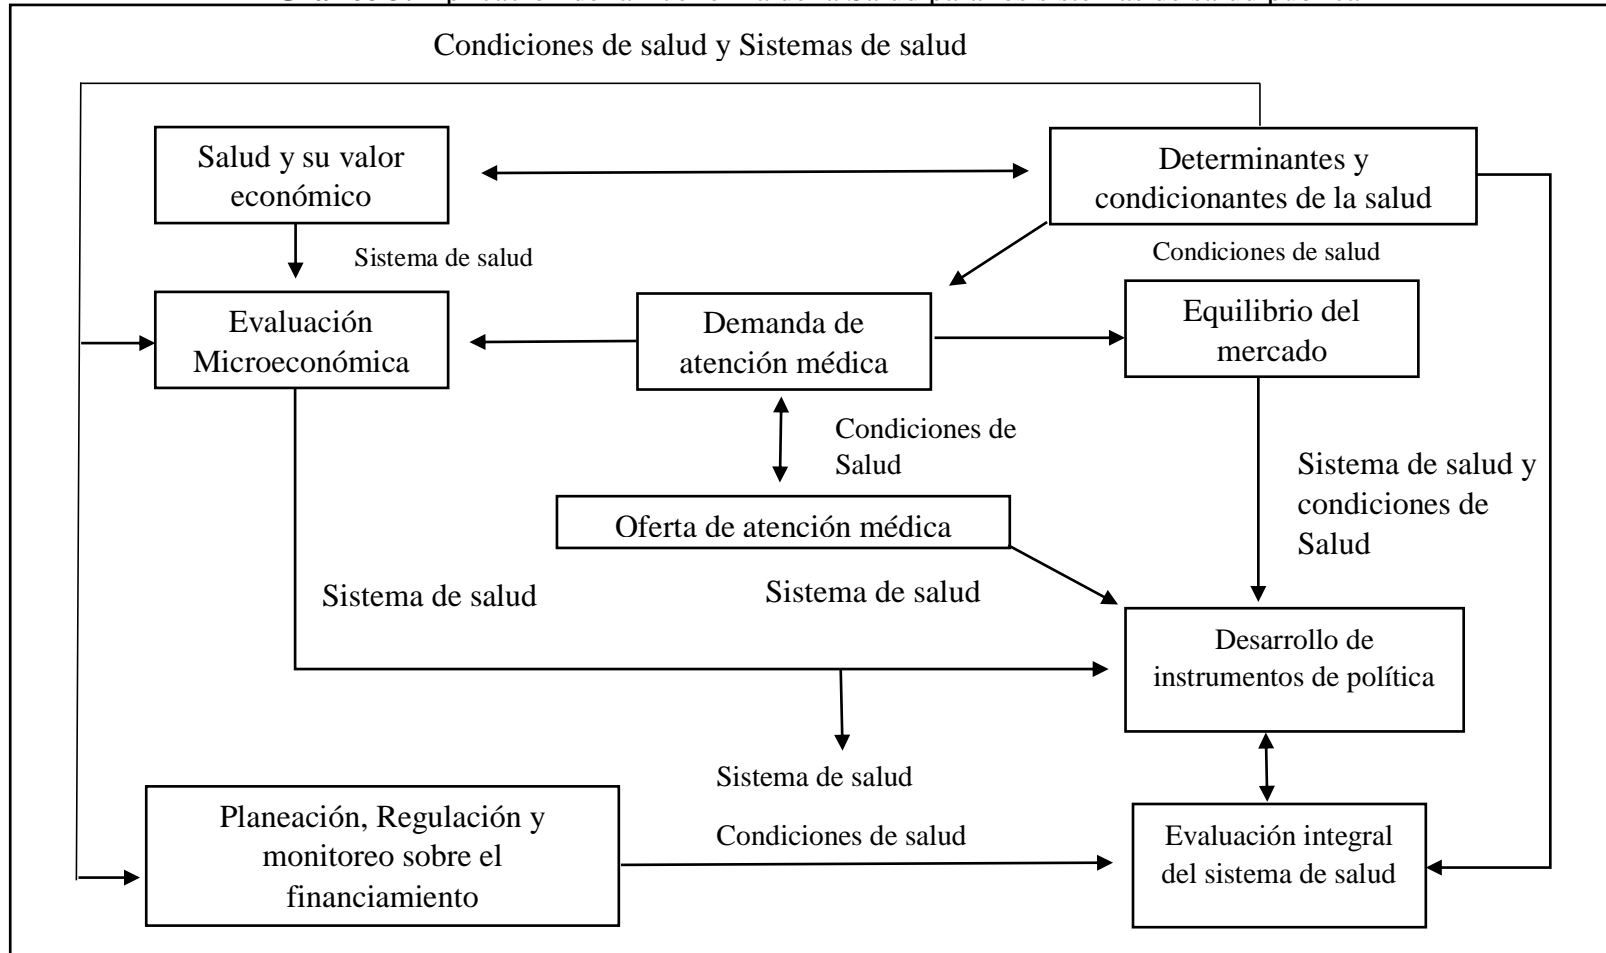 Condiciones de salud y Sistemas de salud
Salud y su valor
económico
Determinantes y
condicionantes de la salud
Sistema de salud
Condiciones de salud
Evaluación
Microeconómica
Demanda de
atención médica
Equilibrio del
mercado
Condiciones de
Salud
Sistema de salud y
condiciones de
Salud
Oferta de atención médica
Sistema de salud
Sistema de salud
Desarrollo de
instrumentos de política
Sistema de salud
Planeación, Regulación y
monitoreo sobre el
financiamiento
Condiciones de salud
Evaluación integral
del sistema de salud